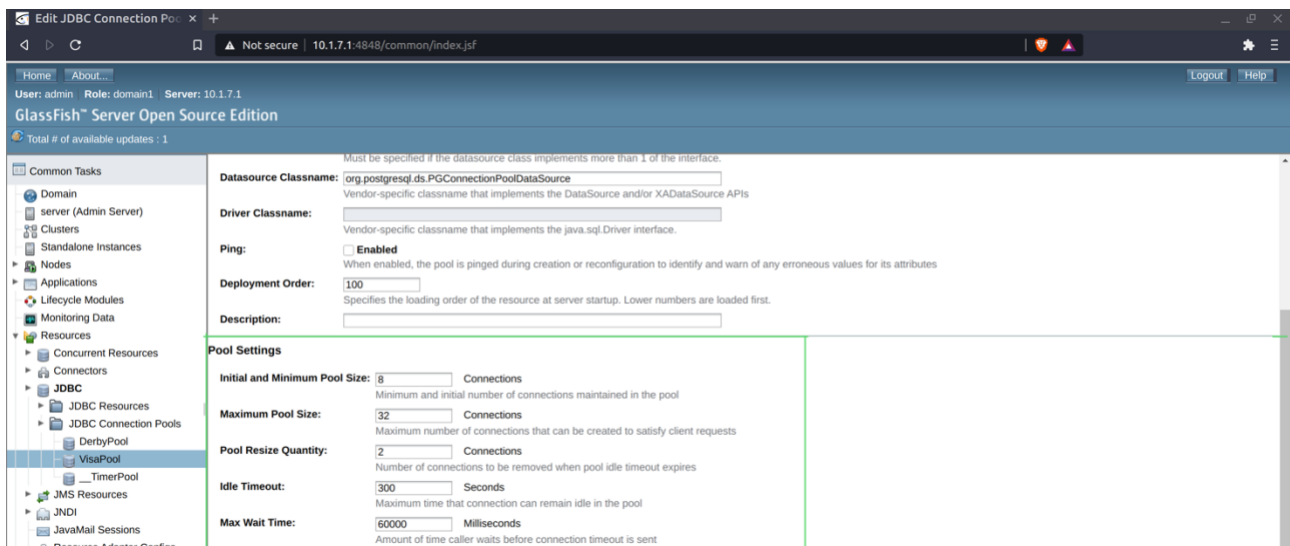 Edit JDBC Connection Poo × +
Not secure | 10.1.7.1:4848/common/index.jsf
Home About... Logout Help
User: admin Role: domain1 Server: 10.1.7.1
GlassFish™ Server Open Source Edition
Total # of available updates : 1
Common Tasks
Domain
server (Admin Server)
Clusters
Standalone Instances
Nodes
Applications
Lifecycle Modules
Monitoring Data
Resources
Concurrent Resources
Connectors
JDBC
JDBC Resources
JDBC Connection Pools
DerbyPool
VisaPool
__TimerPool
JMS Resources
JNDI
JavaMail Sessions
Resource Adapter Configs
Must be specified if the datasource class implements more than 1 of the interface.
Datasource Classname: org.postgresql.ds.PGConnectionPoolDataSource
Vendor-specific classname that implements the DataSource and/or XADataSource APIs
Driver Classname:
Vendor-specific classname that implements the java.sql.Driver interface.
Ping: Enabled
When enabled, the pool is pinged during creation or reconfiguration to identify and warn of any erroneous values for its attributes
Deployment Order: 100
Specifies the loading order of the resource at server startup. Lower numbers are loaded first.
Description:
Pool Settings
Initial and Minimum Pool Size: 8 Connections
Minimum and initial number of connections maintained in the pool
Maximum Pool Size: 32 Connections
Maximum number of connections that can be created to satisfy client requests
Pool Resize Quantity: 2 Connections
Number of connections to be removed when pool idle timeout expires
Idle Timeout: 300 Seconds
Maximum time that connection can remain idle in the pool
Max Wait Time: 60000 Milliseconds
Amount of time caller waits before connection timeout is sent